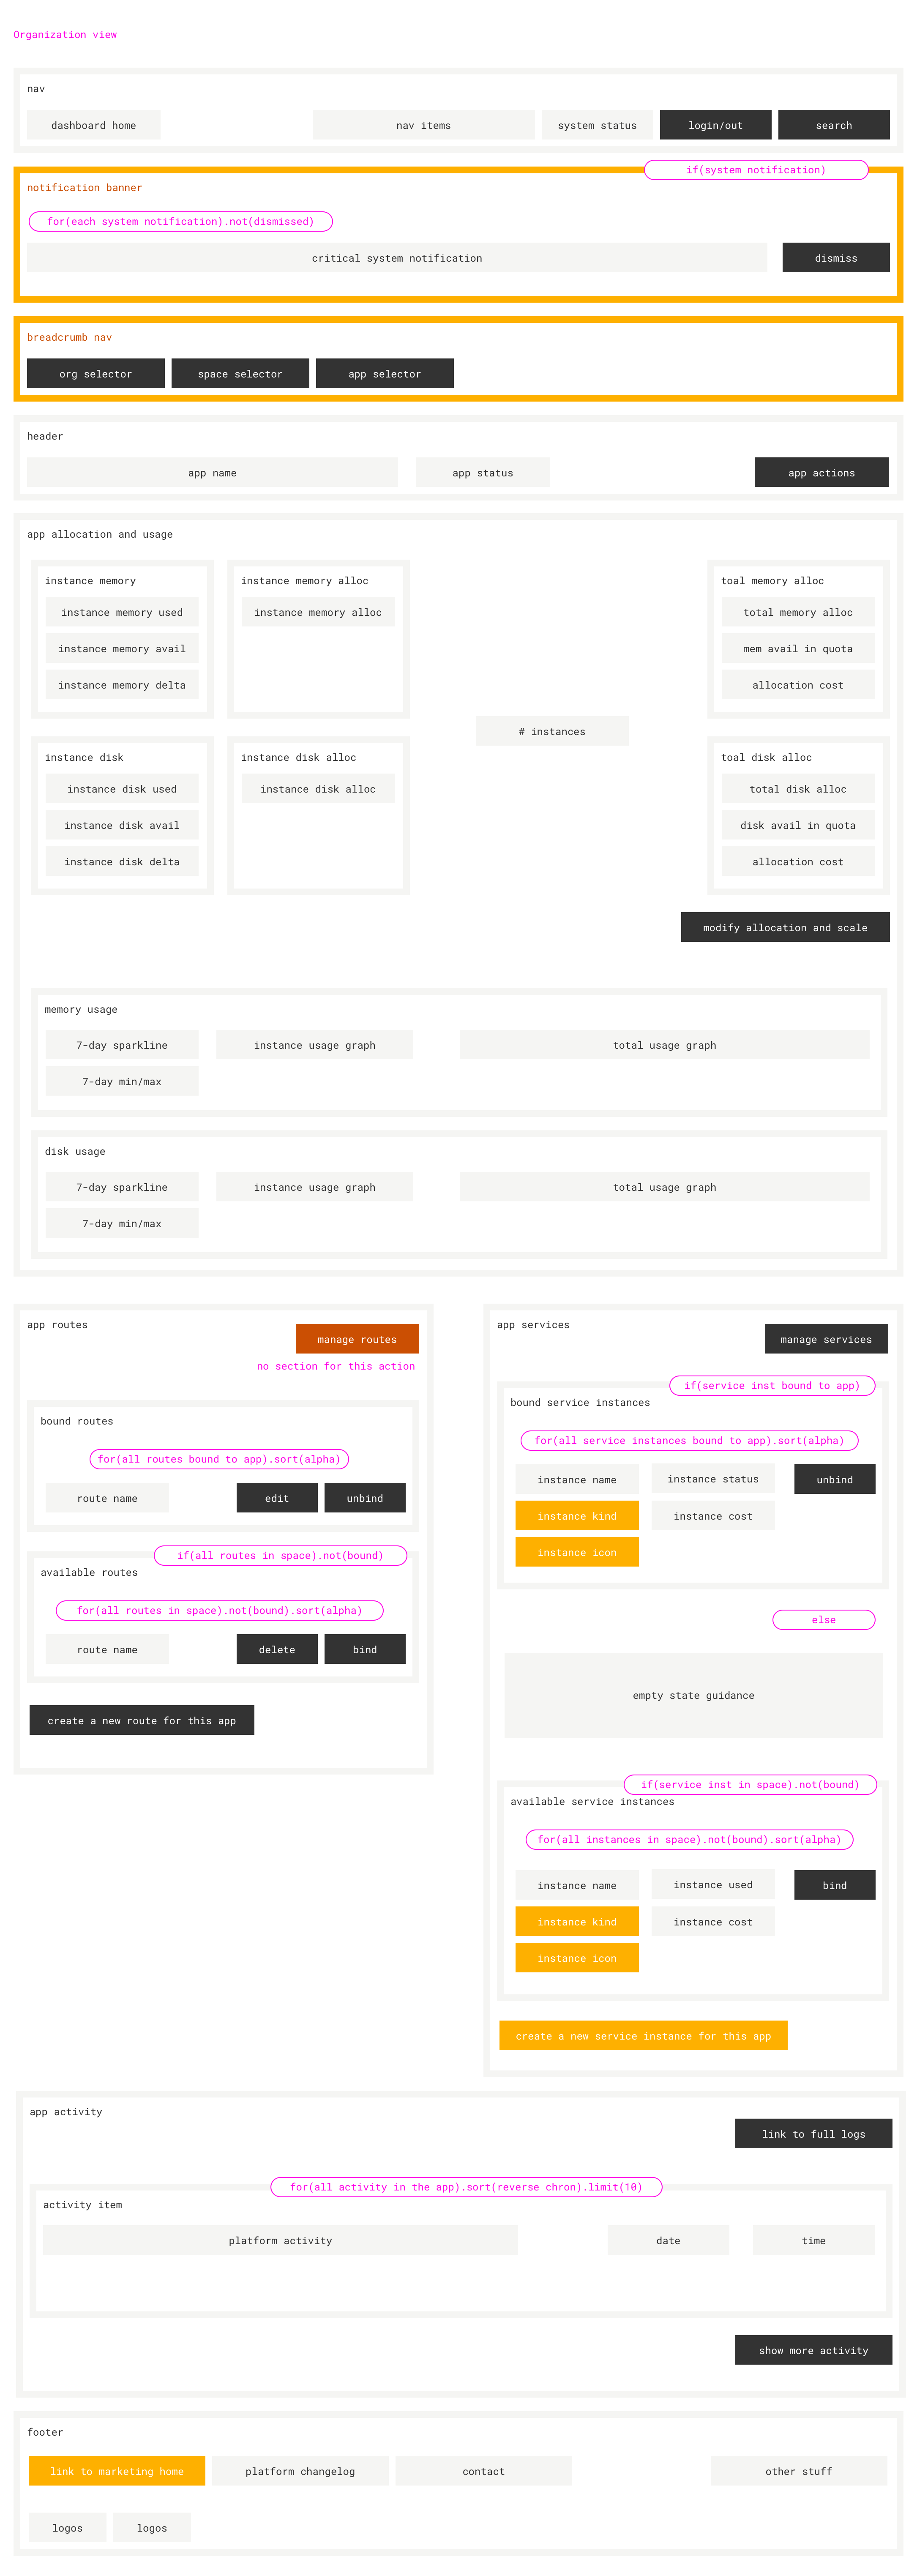 Organization view
nav
dashboard home
nav items
system status
login/out
search
if(system notification)
notification banner
for(each system notification).not(dismissed)
critical system notification
dismiss
breadcrumb nav
org selector
space selector
app selector
header
app name
app status
app actions
app allocation and usage
instance memory
instance memory used
instance memory avail
instance memory delta
instance memory alloc
instance memory alloc
toal memory alloc
total memory alloc
mem avail in quota
allocation cost
# instances
instance disk
instance disk used
instance disk avail
instance disk delta
instance disk alloc
instance disk alloc
toal disk alloc
total disk alloc
disk avail in quota
allocation cost
modify allocation and scale
memory usage
7-day sparkline
instance usage graph
total usage graph
7-day min/max
disk usage
7-day sparkline
instance usage graph
total usage graph
7-day min/max
app routes
manage routes
no section for this action
bound routes
for(all routes bound to app).sort(alpha)
route name
edit
unbind
if(all routes in space).not(bound)
available routes
for(all routes in space).not(bound).sort(alpha)
route name
delete
bind
create a new route for this app
app services
manage services
if(service inst bound to app)
bound service instances
for(all service instances bound to app).sort(alpha)
instance name
instance status
unbind
instance kind
instance cost
instance icon
else
empty state guidance
if(service inst in space).not(bound)
available service instances
for(all instances in space).not(bound).sort(alpha)
instance name
instance used
bind
instance kind
instance cost
instance icon
create a new service instance for this app
app activity
link to full logs
for(all activity in the app).sort(reverse chron).limit(10)
activity item
platform activity
date
time
show more activity
footer
link to marketing home
platform changelog
contact
other stuff
logos
logos